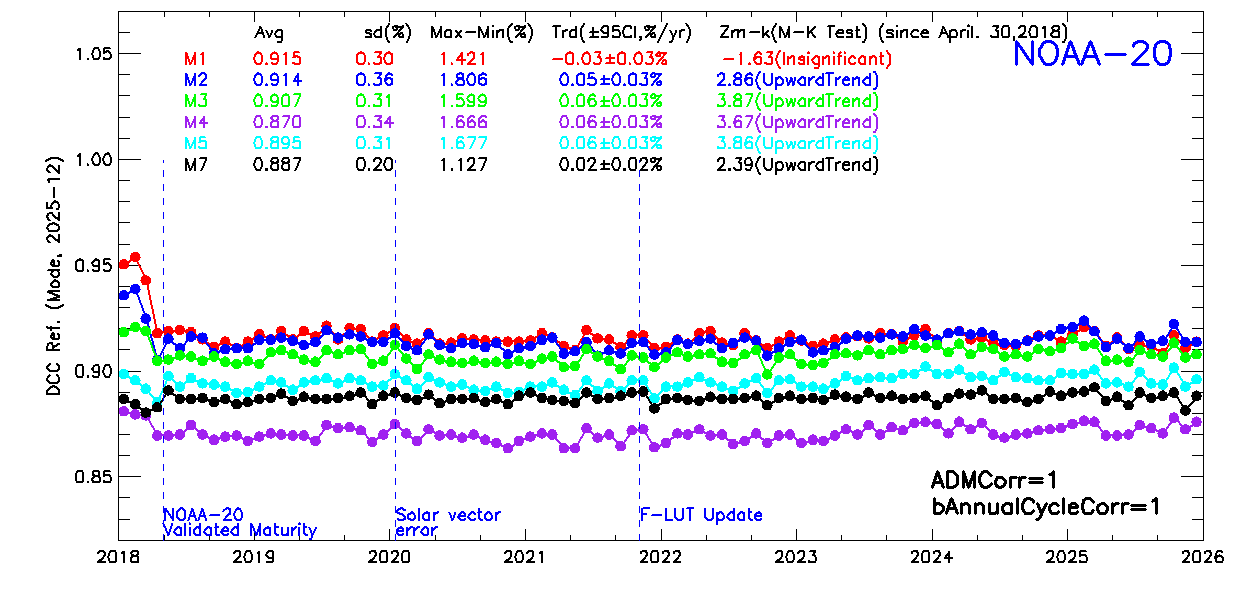 Avg sd(%) Max-Min(%) Trd(±95CI,%/yr) Zm-k(M-K Test) (since April. 30,2018)
NOAA-20
M1 0.915 0.30 1.421 -0.03±0.03% -1.63(Insignificant)
M2 0.914 0.36 1.806 0.05±0.03% 2.86(UpwardTrend)
M3 0.907 0.31 1.599 0.06±0.03% 3.87(UpwardTrend)
M4 0.870 0.34 1.666 0.06±0.03% 3.67(UpwardTrend)
M5 0.895 0.31 1.677 0.06±0.03% 3.86(UpwardTrend)
M7 0.887 0.20 1.127 0.02±0.02% 2.39(UpwardTrend)
1.05
1.00
0.95
0.90
0.85
DCC Ref. (Mode, 2025-12)
ADMCorr=1
bAnnualCycleCorr=1
NOAA-20
Validated Maturity
Solar vector
error
F-LUT Update
2018 2019 2020 2021 2022 2023 2024 2025 2026